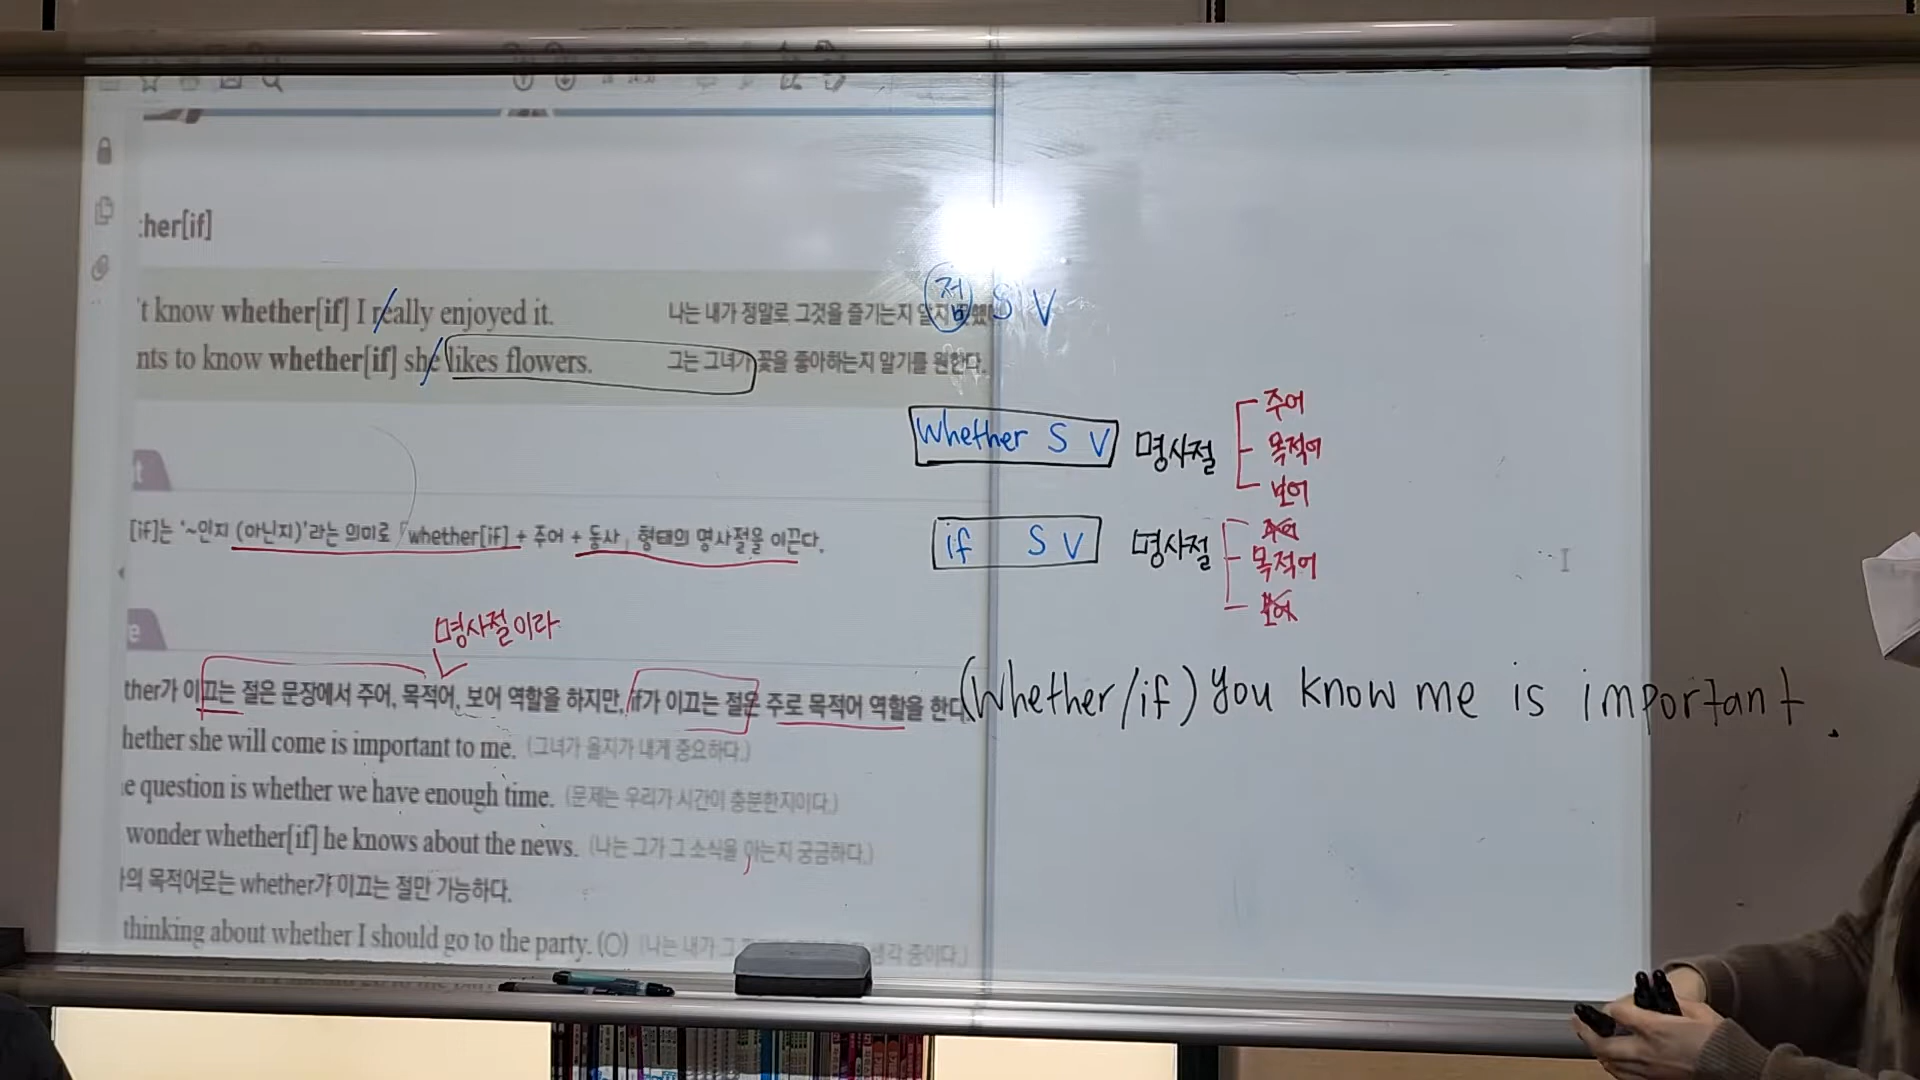 ther[if]
't know whether[if] I really enjoyed it. 나는 내가 정말로 그것을 즐기는지 알지
nts to know whether[if] she likes flowers. 그는 그녀가 꽃을 좋아하는지 알기를 원한다.
접 S V
Whether S V 명사절 주어
목적어
보어
t
[if]는 '~인지 (아닌지)'라는 의미로 「whether[if] + 주어 + 동사」 형태의 명사절을 이끈다.
if S V 명사절 주어
목적어
보어
e
명사절이라
ther가 이끄는 절은 문장에서 주어, 목적어, 보어 역할을 하지만, if가 이끄는 절은 주로 목적어 역할을 한다.
(Whether/if) you know me is important.
hether she will come is important to me. (그녀가 올지가 내게 중요하다.)
e question is whether we have enough time. (문제는 우리가 시간이 충분한지이다.)
wonder whether[if] he knows about the news. (나는 그가 그 소식을 아는지 궁금하다.)
사의 목적어로는 whether가 이끄는 절만 가능하다.
thinking about whether I should go to the party. (O) (나는 내가 그 생각 중이다.)